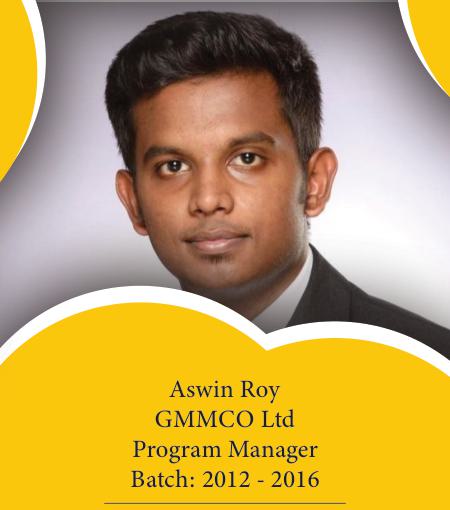 Aswin Roy
GMMCO Ltd
Program Manager
Batch: 2012 - 2016